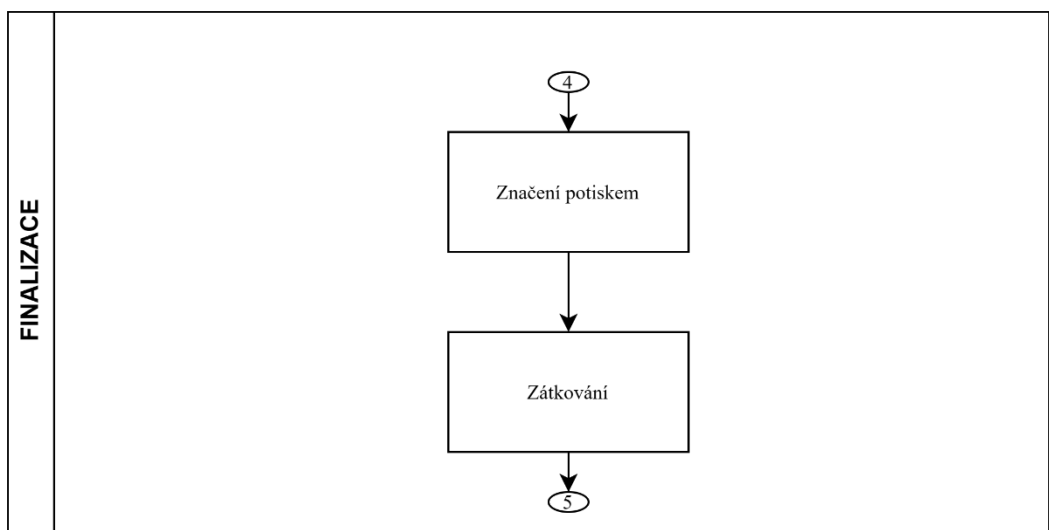 FINALIZACE
4
Značení potiskem
Zátkování
5